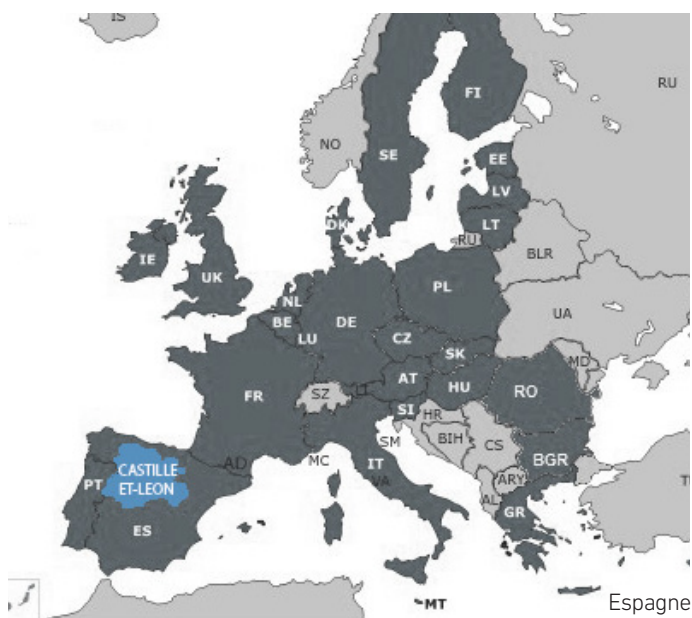 IS
FI
RU
NO
SE
EE
LV
DK
LT
RU
BLR
IE
UK
NL
PL
BE
DE
UA
LU
CZ
SK
MD
FR
AT
HU
RO
SZ
SI
HR
SM
BIH
CS
BGR
MC
AD
IT
VA
ARY
AL
CASTILLE
ET-LEON
PT
GR
ES
MT
Espagne